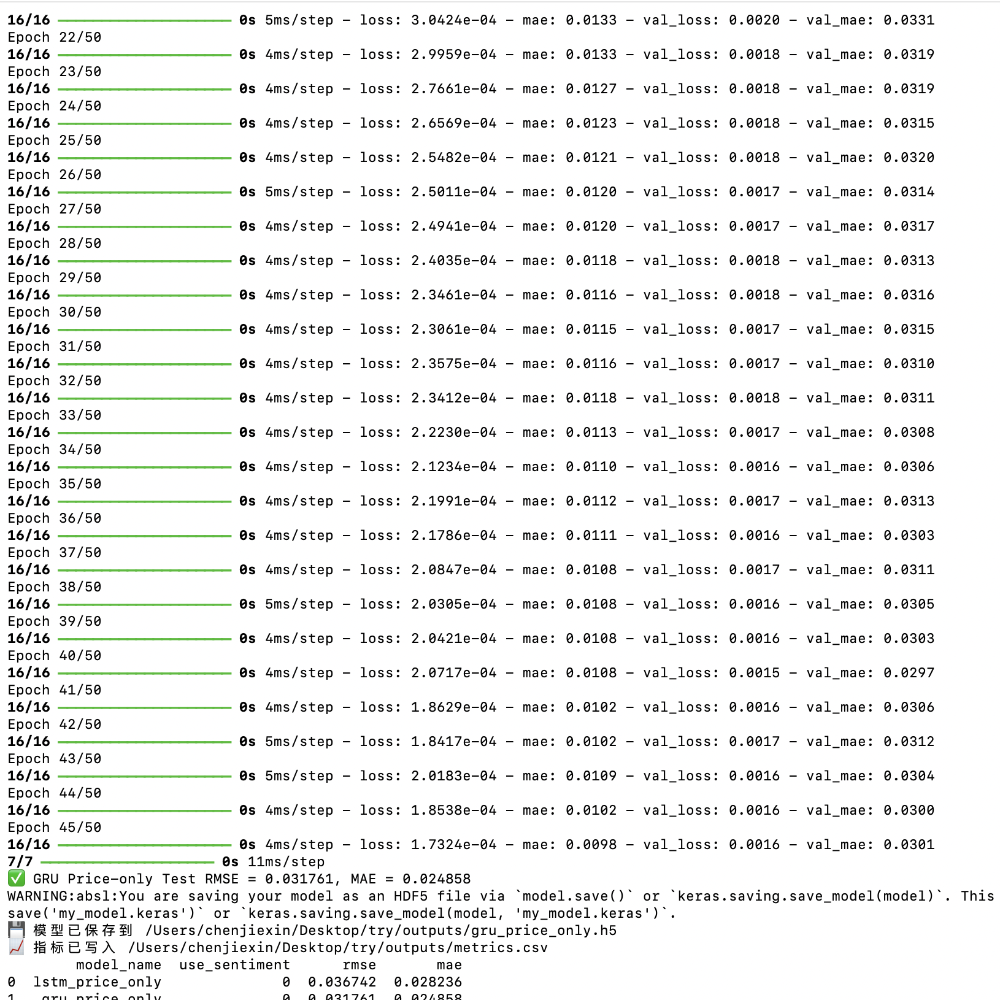 16/16 ━━━━━━━━━━━━━━━━━━━━ 0s 5ms/step - loss: 3.0424e-04 - mae: 0.0133 - val_loss: 0.0020 - val_mae: 0.0331
Epoch 22/50
16/16 ━━━━━━━━━━━━━━━━━━━━ 0s 4ms/step - loss: 2.9959e-04 - mae: 0.0133 - val_loss: 0.0018 - val_mae: 0.0319
Epoch 23/50
16/16 ━━━━━━━━━━━━━━━━━━━━ 0s 4ms/step - loss: 2.7661e-04 - mae: 0.0127 - val_loss: 0.0018 - val_mae: 0.0319
Epoch 24/50
16/16 ━━━━━━━━━━━━━━━━━━━━ 0s 4ms/step - loss: 2.6569e-04 - mae: 0.0123 - val_loss: 0.0018 - val_mae: 0.0315
Epoch 25/50
16/16 ━━━━━━━━━━━━━━━━━━━━ 0s 4ms/step - loss: 2.5482e-04 - mae: 0.0121 - val_loss: 0.0018 - val_mae: 0.0320
Epoch 26/50
16/16 ━━━━━━━━━━━━━━━━━━━━ 0s 5ms/step - loss: 2.5011e-04 - mae: 0.0120 - val_loss: 0.0017 - val_mae: 0.0314
Epoch 27/50
16/16 ━━━━━━━━━━━━━━━━━━━━ 0s 4ms/step - loss: 2.4941e-04 - mae: 0.0120 - val_loss: 0.0017 - val_mae: 0.0317
Epoch 28/50
16/16 ━━━━━━━━━━━━━━━━━━━━ 0s 4ms/step - loss: 2.4035e-04 - mae: 0.0118 - val_loss: 0.0018 - val_mae: 0.0313
Epoch 29/50
16/16 ━━━━━━━━━━━━━━━━━━━━ 0s 4ms/step - loss: 2.3461e-04 - mae: 0.0116 - val_loss: 0.0018 - val_mae: 0.0316
Epoch 30/50
16/16 ━━━━━━━━━━━━━━━━━━━━ 0s 4ms/step - loss: 2.3061e-04 - mae: 0.0115 - val_loss: 0.0017 - val_mae: 0.0315
Epoch 31/50
16/16 ━━━━━━━━━━━━━━━━━━━━ 0s 4ms/step - loss: 2.3575e-04 - mae: 0.0116 - val_loss: 0.0017 - val_mae: 0.0310
Epoch 32/50
16/16 ━━━━━━━━━━━━━━━━━━━━ 0s 4ms/step - loss: 2.3412e-04 - mae: 0.0118 - val_loss: 0.0018 - val_mae: 0.0311
Epoch 33/50
16/16 ━━━━━━━━━━━━━━━━━━━━ 0s 4ms/step - loss: 2.2230e-04 - mae: 0.0113 - val_loss: 0.0017 - val_mae: 0.0308
Epoch 34/50
16/16 ━━━━━━━━━━━━━━━━━━━━ 0s 4ms/step - loss: 2.1234e-04 - mae: 0.0110 - val_loss: 0.0016 - val_mae: 0.0306
Epoch 35/50
16/16 ━━━━━━━━━━━━━━━━━━━━ 0s 4ms/step - loss: 2.1991e-04 - mae: 0.0112 - val_loss: 0.0017 - val_mae: 0.0313
Epoch 36/50
16/16 ━━━━━━━━━━━━━━━━━━━━ 0s 4ms/step - loss: 2.1786e-04 - mae: 0.0111 - val_loss: 0.0016 - val_mae: 0.0303
Epoch 37/50
16/16 ━━━━━━━━━━━━━━━━━━━━ 0s 4ms/step - loss: 2.0847e-04 - mae: 0.0108 - val_loss: 0.0017 - val_mae: 0.0311
Epoch 38/50
16/16 ━━━━━━━━━━━━━━━━━━━━ 0s 5ms/step - loss: 2.0305e-04 - mae: 0.0108 - val_loss: 0.0016 - val_mae: 0.0305
Epoch 39/50
16/16 ━━━━━━━━━━━━━━━━━━━━ 0s 4ms/step - loss: 2.0421e-04 - mae: 0.0108 - val_loss: 0.0016 - val_mae: 0.0303
Epoch 40/50
16/16 ━━━━━━━━━━━━━━━━━━━━ 0s 4ms/step - loss: 2.0717e-04 - mae: 0.0108 - val_loss: 0.0015 - val_mae: 0.0297
Epoch 41/50
16/16 ━━━━━━━━━━━━━━━━━━━━ 0s 4ms/step - loss: 1.8629e-04 - mae: 0.0102 - val_loss: 0.0016 - val_mae: 0.0306
Epoch 42/50
16/16 ━━━━━━━━━━━━━━━━━━━━ 0s 5ms/step - loss: 1.8417e-04 - mae: 0.0102 - val_loss: 0.0017 - val_mae: 0.0312
Epoch 43/50
16/16 ━━━━━━━━━━━━━━━━━━━━ 0s 5ms/step - loss: 2.0183e-04 - mae: 0.0109 - val_loss: 0.0016 - val_mae: 0.0304
Epoch 44/50
16/16 ━━━━━━━━━━━━━━━━━━━━ 0s 4ms/step - loss: 1.8538e-04 - mae: 0.0102 - val_loss: 0.0016 - val_mae: 0.0300
Epoch 45/50
16/16 ━━━━━━━━━━━━━━━━━━━━ 0s 4ms/step - loss: 1.7324e-04 - mae: 0.0098 - val_loss: 0.0016 - val_mae: 0.0301
7/7 ━━━━━━━━━━━━━━━━━━━━ 0s 11ms/step
✅ GRU Price-only Test RMSE = 0.031761, MAE = 0.024858
WARNING:absl:You are saving your model as an HDF5 file via `model.save()` or `keras.saving.save_model(model)`. This
save('my_model.keras')` or `keras.saving.save_model(model, 'my_model.keras')`.
💾 模型已保存到 /Users/chenjiexin/Desktop/try/outputs/gru_price_only.h5
📈 指标已写入 /Users/chenjiexin/Desktop/try/outputs/metrics.csv
model_name use_sentiment rmse mae
0 lstm_price_only 0 0.036742 0.028236
1 gru_price_only 0 0.031761 0.024858